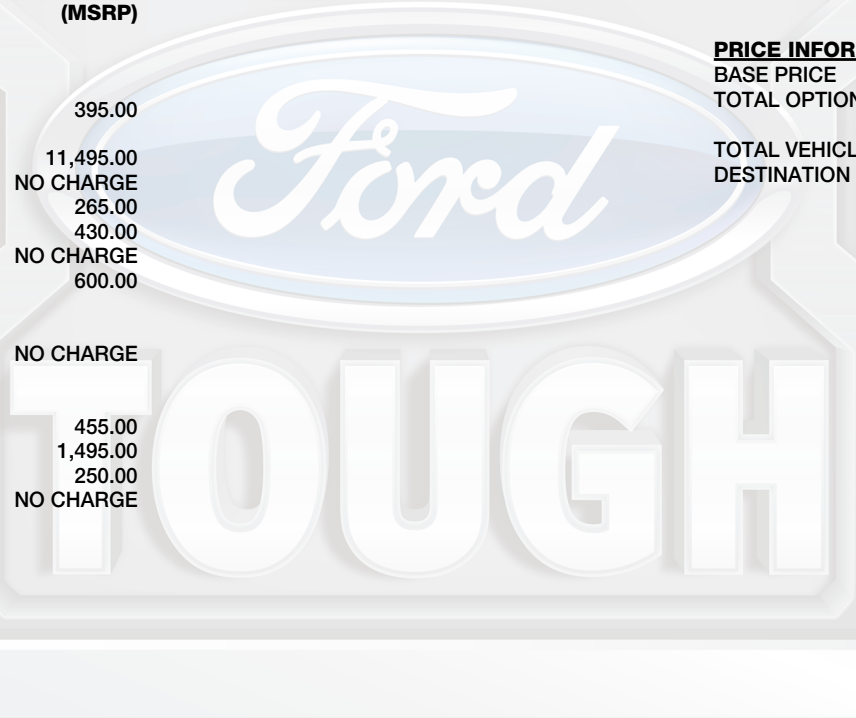 (MSRP)
395.00
11,495.00
NO CHARGE
265.00
430.00
NO CHARGE
600.00
NO CHARGE
455.00
1,495.00
250.00
NO CHARGE
PRICE INFOR
BASE PRICE
TOTAL OPTION
TOTAL VEHICL
DESTINATION
Ford
TOUGH